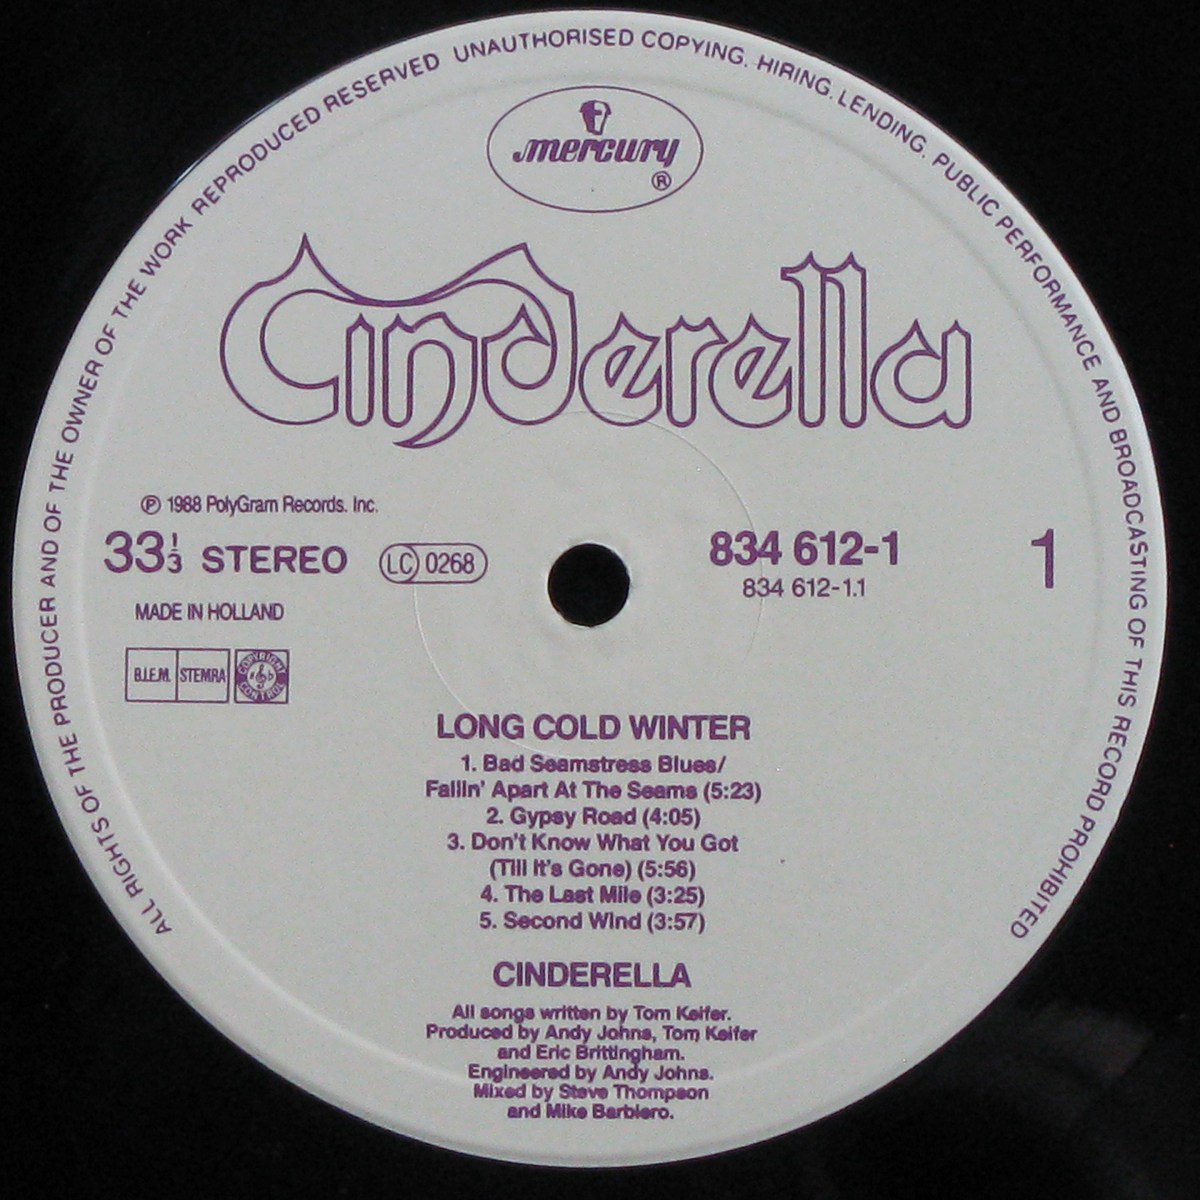 ALL RIGHTS OF THE PRODUCER AND OF THE OWNER OF THE WORK REPRODUCED RESERVED UNAUTHORISED COPYING. HIRING. LENDING. PUBLIC PERFORMANCE AND BROADCASTING OF THIS RECORD PROHIBITED
mercury
®
Cinderella
℗ 1988 PolyGram Records. Inc.
33⅓ STEREO LC 0268 834 612-1 1
834 612-1.1
MADE IN HOLLAND
B.I.E.M. STEMRA COPYRIGHT CONTROL
LONG COLD WINTER
1. Bad Seamstress Blues/
Fallin' Apart At The Seams (5:23)
2. Gypsy Road (4:05)
3. Don't Know What You Got
(Till It's Gone) (5:56)
4. The Last Mile (3:25)
5. Second Wind (3:57)
CINDERELLA
All songs written by Tom Keifer.
Produced by Andy Johns, Tom Keifer
and Eric Brittingham.
Engineered by Andy Johns.
Mixed by Steve Thompson
and Mike Barbiero.